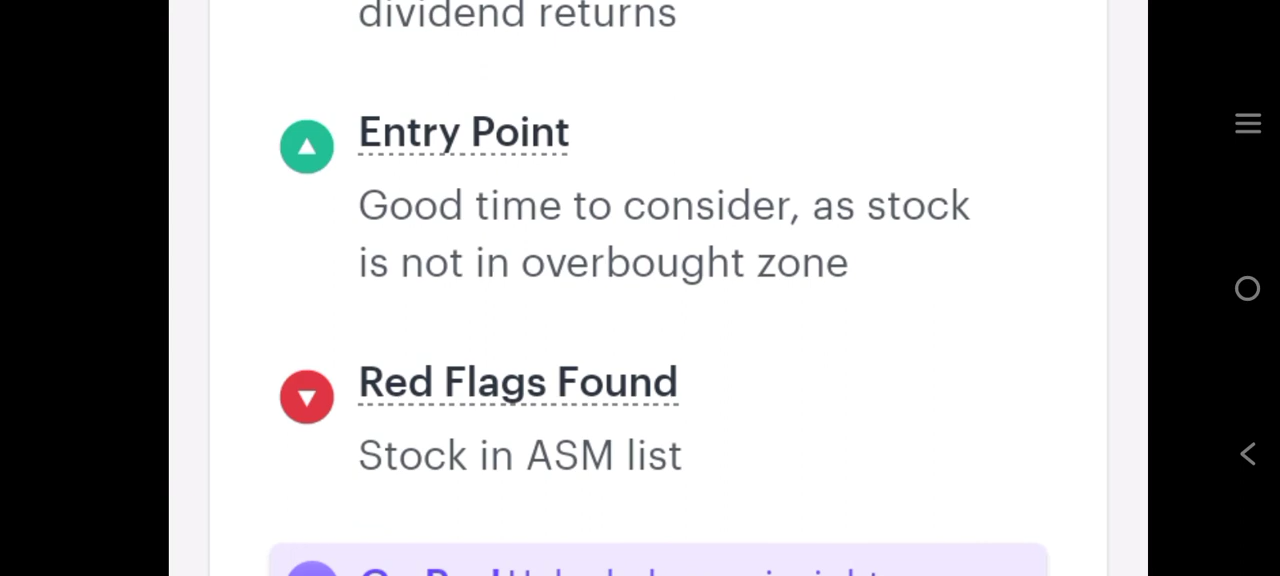 dividend returns
Entry Point
Good time to consider, as stock
is not in overbought zone
Red Flags Found
Stock in ASM list